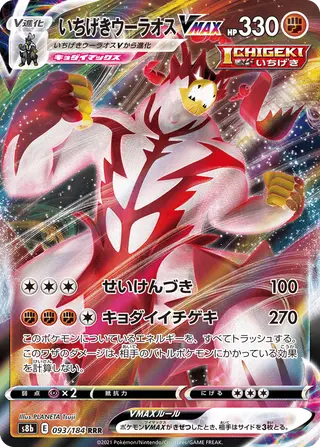 V進化
いちげきウーラオス VMAX HP 330
いちげきウーラオスVから進化
キョダイマックス
ICHIGEKI
いちげき
せいけんづき 100
キョダイイチゲキ 270
このポケモンについているエネルギーを、すべてトラッシュする。
このワザのダメージは、相手のバトルポケモンにかかっている効果を計算しない。
弱点 ×2 抵抗力 にげる
Illus. PLANETA Tsuji
VMAXルール
s8b E 093/184 RRR
ポケモンVMAXがきぜつしたとき、相手はサイドを3枚とる。
©2021 Pokémon/Nintendo/Creatures/GAME FREAK.